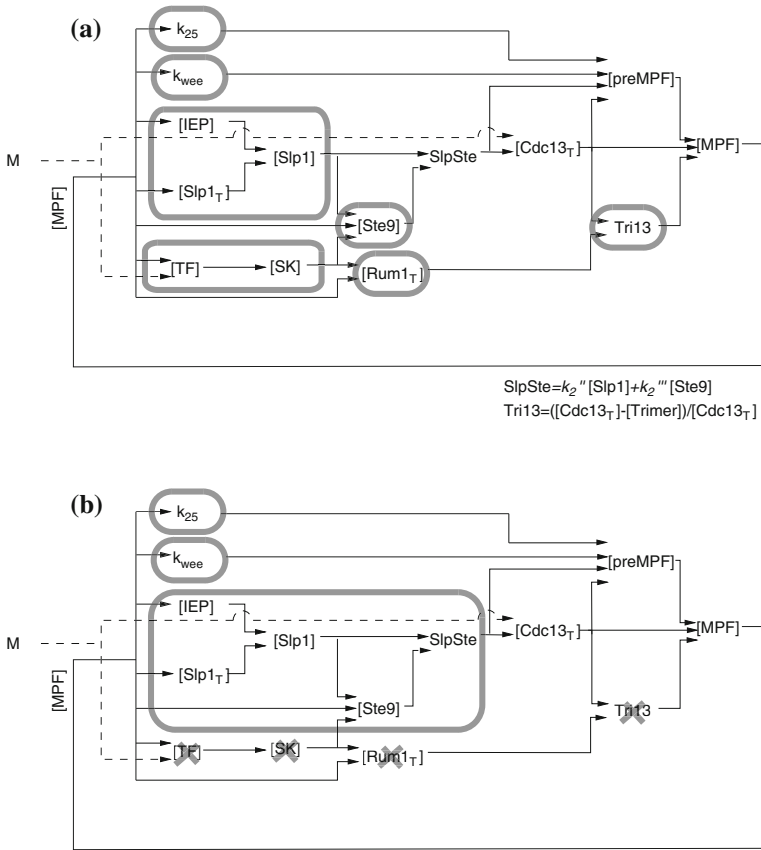 (a)
k25
kwee
[preMPF]
[IEP]
[Slp1]
SlpSte
[Cdc13T]
[MPF]
M
[Slp1T]
[MPF]
[Ste9]
Tri13
[TF]
[SK]
[Rum1T]
SlpSte=k2''[Slp1]+k2'''[Ste9]
Tri13=([Cdc13T]-[Trimer])/[Cdc13T]
(b)
k25
kwee
[preMPF]
[IEP]
[Slp1]
SlpSte
[Cdc13T]
[MPF]
M
[Slp1T]
[MPF]
[Ste9]
Tri13
[TF]
[SK]
[Rum1T]